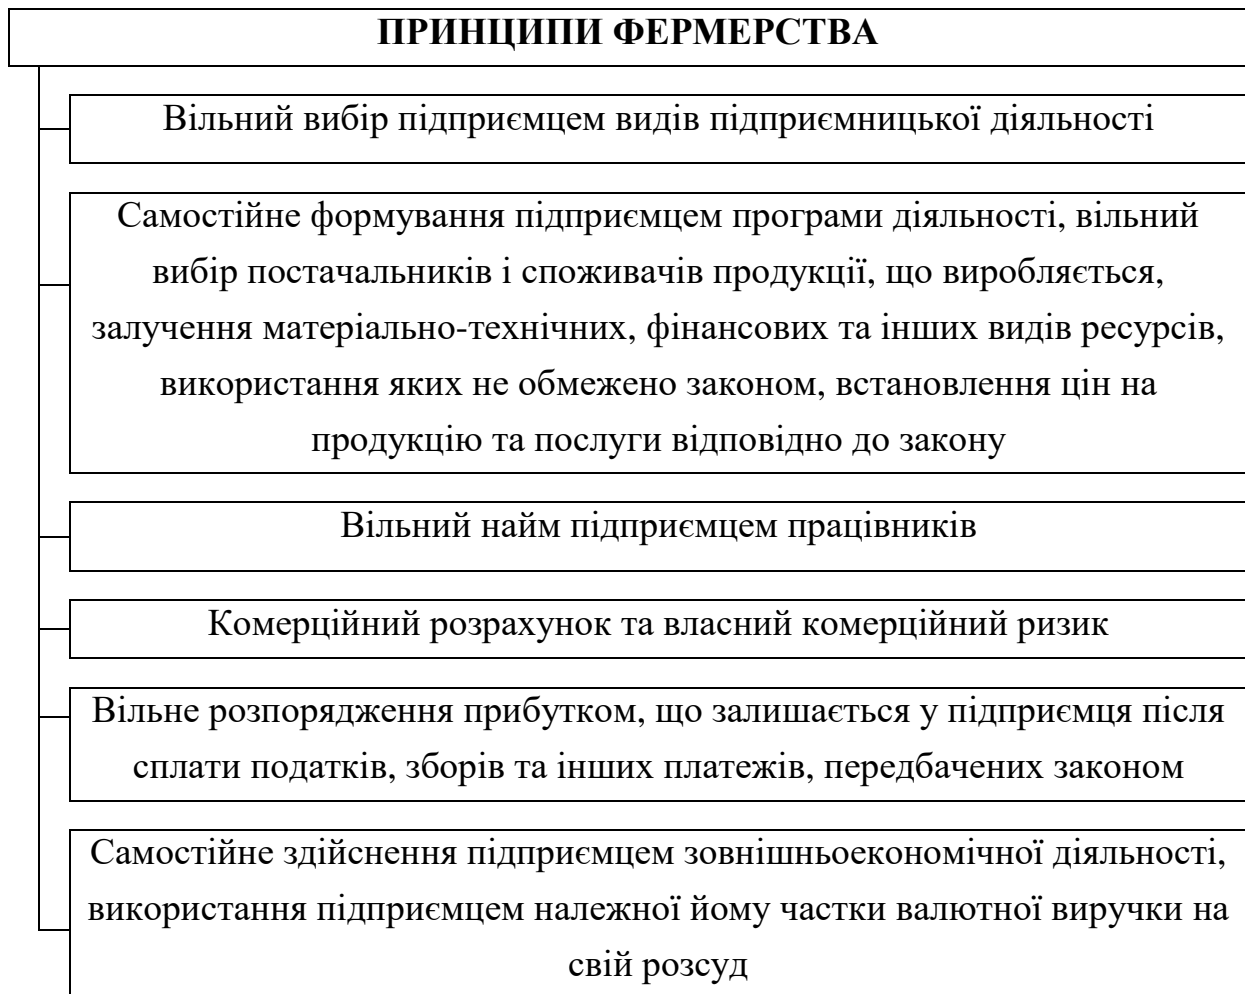 ПРИНЦИПИ ФЕРМЕРСТВА
Вільний вибір підприємцем видів підприємницької діяльності
Самостійне формування підприємцем програми діяльності, вільний
вибір постачальників і споживачів продукції, що виробляється,
залучення матеріально-технічних, фінансових та інших видів ресурсів,
використання яких не обмежено законом, встановлення цін на
продукцію та послуги відповідно до закону
Вільний найм підприємцем працівників
Комерційний розрахунок та власний комерційний ризик
Вільне розпорядження прибутком, що залишається у підприємця після
сплати податків, зборів та інших платежів, передбачених законом
Самостійне здійснення підприємцем зовнішньоекономічної діяльності,
використання підприємцем належної йому частки валютної виручки на
свій розсуд